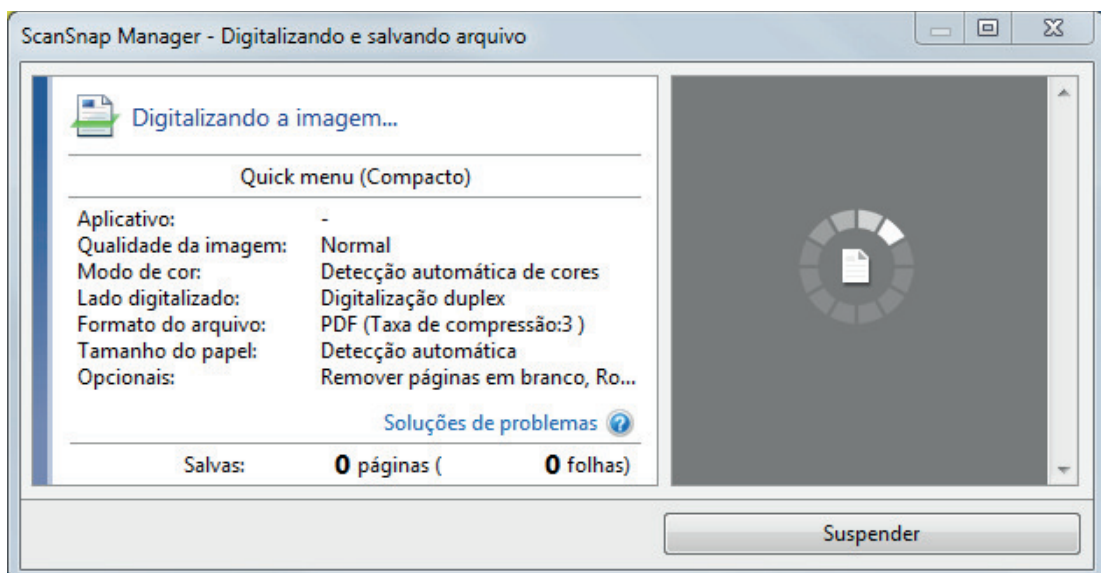 ScanSnap Manager - Digitalizando e salvando arquivo
Digitalizando a imagem...
Quick menu (Compacto)
Aplicativo: -
Qualidade da imagem: Normal
Modo de cor: Detecção automática de cores
Lado digitalizado: Digitalização duplex
Formato do arquivo: PDF (Taxa de compressão:3 )
Tamanho do papel: Detecção automática
Opcionais: Remover páginas em branco, Ro...
Soluções de problemas ?
Salvas: 0 páginas ( 0 folhas)
Suspender